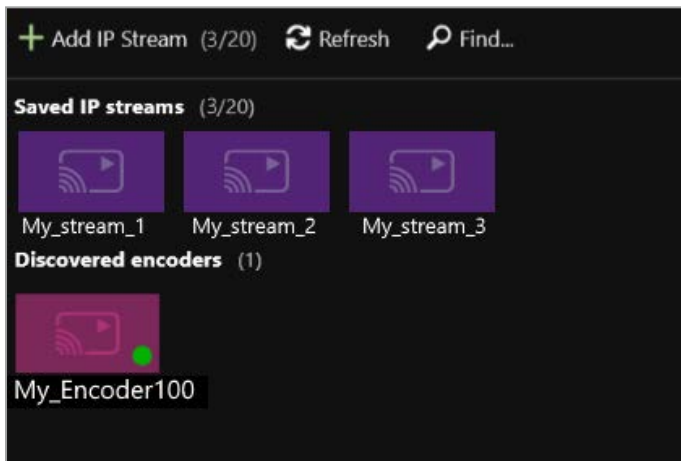 Add IP Stream (3/20) Refresh Find...
Saved IP streams (3/20)
My_stream_1 My_stream_2 My_stream_3
Discovered encoders (1)
My_Encoder100